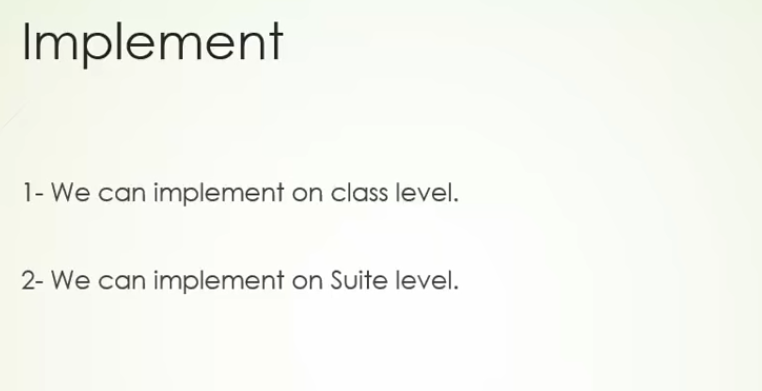 Implement
1- We can implement on class level.
2- We can implement on Suite level.